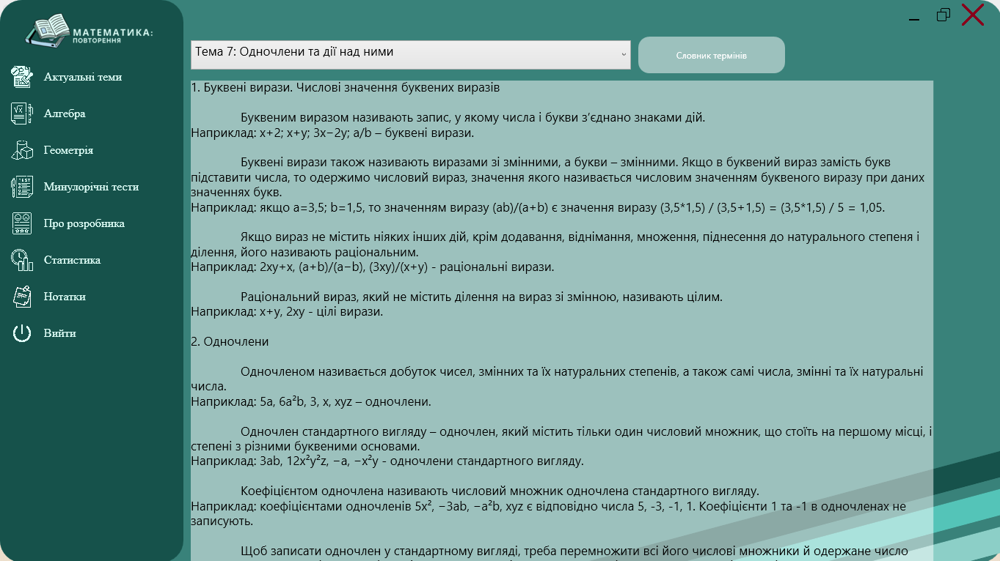 МАТЕМАТИКА:
ПОВТОРЕННЯ
Актуальні теми
Алгебра
Геометрія
Минулорічні тести
Про розробника
Статистика
Нотатки
Вийти
Тема 7: Одночлени та дії над ними
Словник термінів
1. Буквені вирази. Числові значення буквених виразів
Буквеним виразом називають запис, у якому числа і букви з’єднано знаками дій.
Наприклад: x+2; x+y; 3x−2y; a/b – буквені вирази.
Буквені вирази також називають виразами зі змінними, а букви – змінними. Якщо в буквений вираз замість букв
підставити числа, то одержимо числовий вираз, значення якого називається числовим значенням буквеного виразу при даних
значеннях букв.
Наприклад: якщо a=3,5; b=1,5, то значенням виразу (ab)/(a+b) є значення виразу (3,5*1,5) / (3,5+1,5) = (3,5*1,5) / 5 = 1,05.
Якщо вираз не містить ніяких інших дій, крім додавання, віднімання, множення, піднесення до натурального степеня і
ділення, його називають раціональним.
Наприклад: 2xy+x, (a+b)/(a−b), (3xy)/(x+y) - раціональні вирази.
Раціональний вираз, який не містить ділення на вираз зі змінною, називають цілим.
Наприклад: x+y, 2xy - цілі вирази.
2. Одночлени
Одночленом називається добуток чисел, змінних та їх натуральних степенів, а також самі числа, змінні та їх натуральні
числа.
Наприклад: 5a, 6a²b, 3, x, xyz – одночлени.
Одночлен стандартного вигляду – одночлен, який містить тільки один числовий множник, що стоїть на першому місці, і
степені з різними буквеними основами.
Наприклад: 3ab, 12x²y²z, −a, −x²y - одночлени стандартного вигляду.
Коефіцієнтом одночлена називають числовий множник одночлена стандартного вигляду.
Наприклад: коефіцієнтами одночленів 5x², −3ab, −a²b, xyz є відповідно числа 5, -3, -1, 1. Коефіцієнти 1 та -1 в одночленах не
записують.
Щоб записати одночлен у стандартному вигляді, треба перемножити всі його числові множники й одержане число